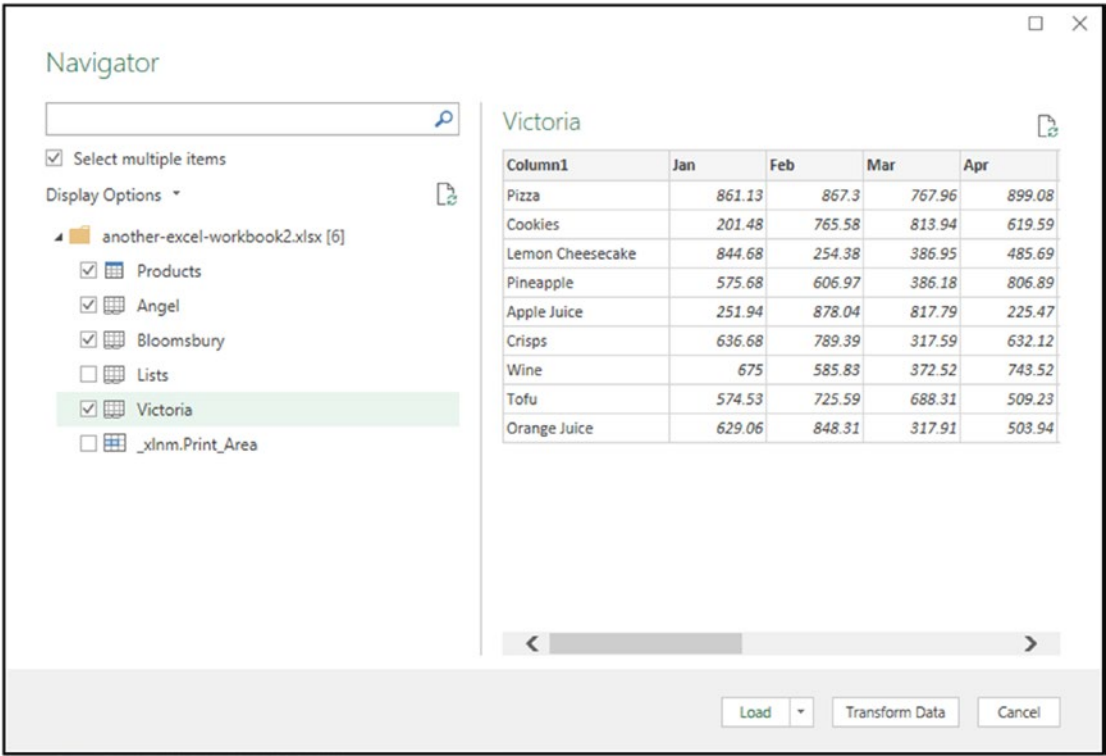 Navigator
Select multiple items
Display Options
another-excel-workbook2.xlsx [6]
Products
Angel
Bloomsbury
Lists
Victoria
_xlnm.Print_Area
Victoria
Column1 Jan Feb Mar Apr
Pizza 861.13 867.3 767.96 899.08
Cookies 201.48 765.58 813.94 619.59
Lemon Cheesecake 844.68 254.38 386.95 485.69
Pineapple 575.68 606.97 386.18 806.89
Apple Juice 251.94 878.04 817.79 225.47
Crisps 636.68 789.39 317.59 632.12
Wine 675 585.83 372.52 743.52
Tofu 574.53 725.59 688.31 509.23
Orange Juice 629.06 848.31 317.91 503.94
Load Transform Data Cancel